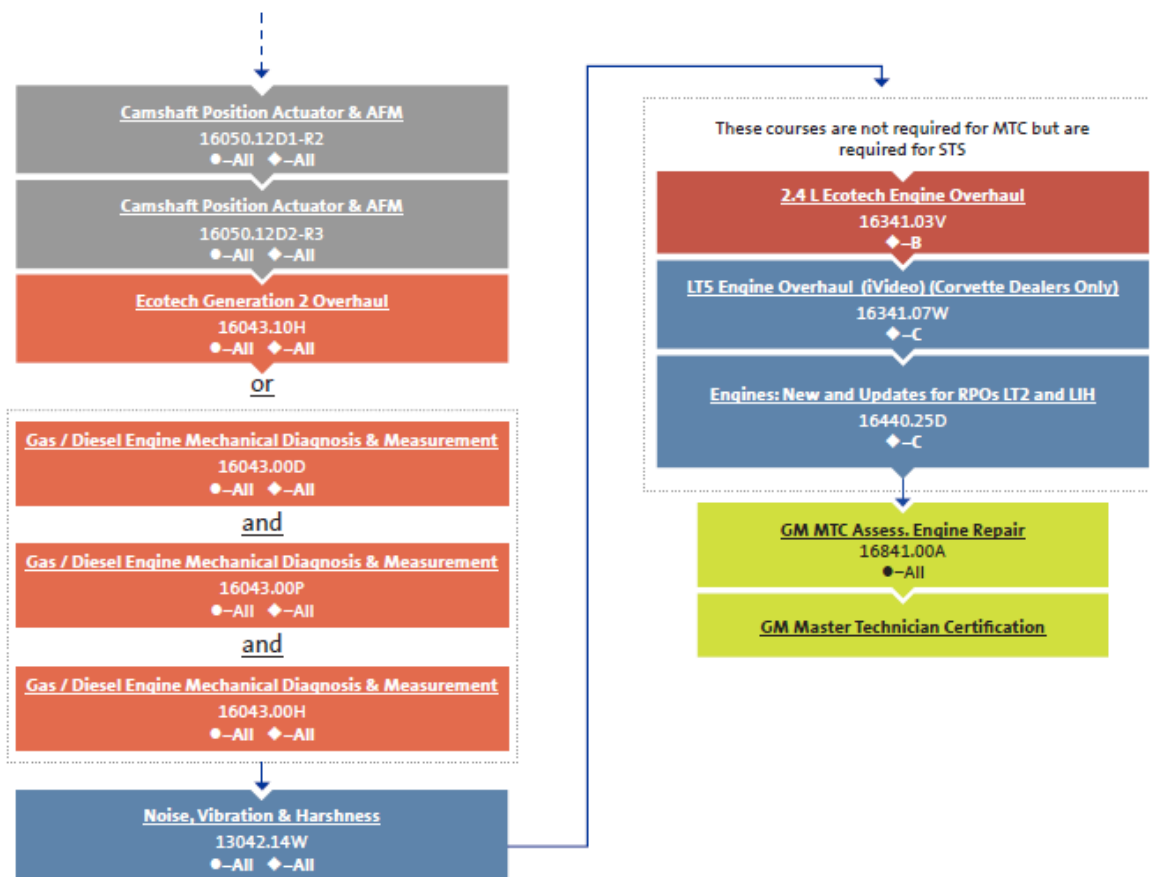 Camshaft Position Actuator & AFM
16050.12D1-R2
●–All ◆–All
Camshaft Position Actuator & AFM
16050.12D2-R3
●–All ◆–All
Ecotech Generation 2 Overhaul
16043.10H
●–All ◆–All
or
Gas / Diesel Engine Mechanical Diagnosis & Measurement
16043.00D
●–All ◆–All
and
Gas / Diesel Engine Mechanical Diagnosis & Measurement
16043.00P
●–All ◆–All
and
Gas / Diesel Engine Mechanical Diagnosis & Measurement
16043.00H
●–All ◆–All
Noise, Vibration & Harshness
13042.14W
●–All ◆–All
These courses are not required for MTC but are
required for STS
2.4 L Ecotech Engine Overhaul
16341.03V
◆–B
LT5 Engine Overhaul (iVideo) (Corvette Dealers Only)
16341.07W
◆–C
Engines: New and Updates for RPOs LT2 and LIH
16440.25D
◆–C
GM MTC Assess. Engine Repair
16841.00A
●–All
GM Master Technician Certification